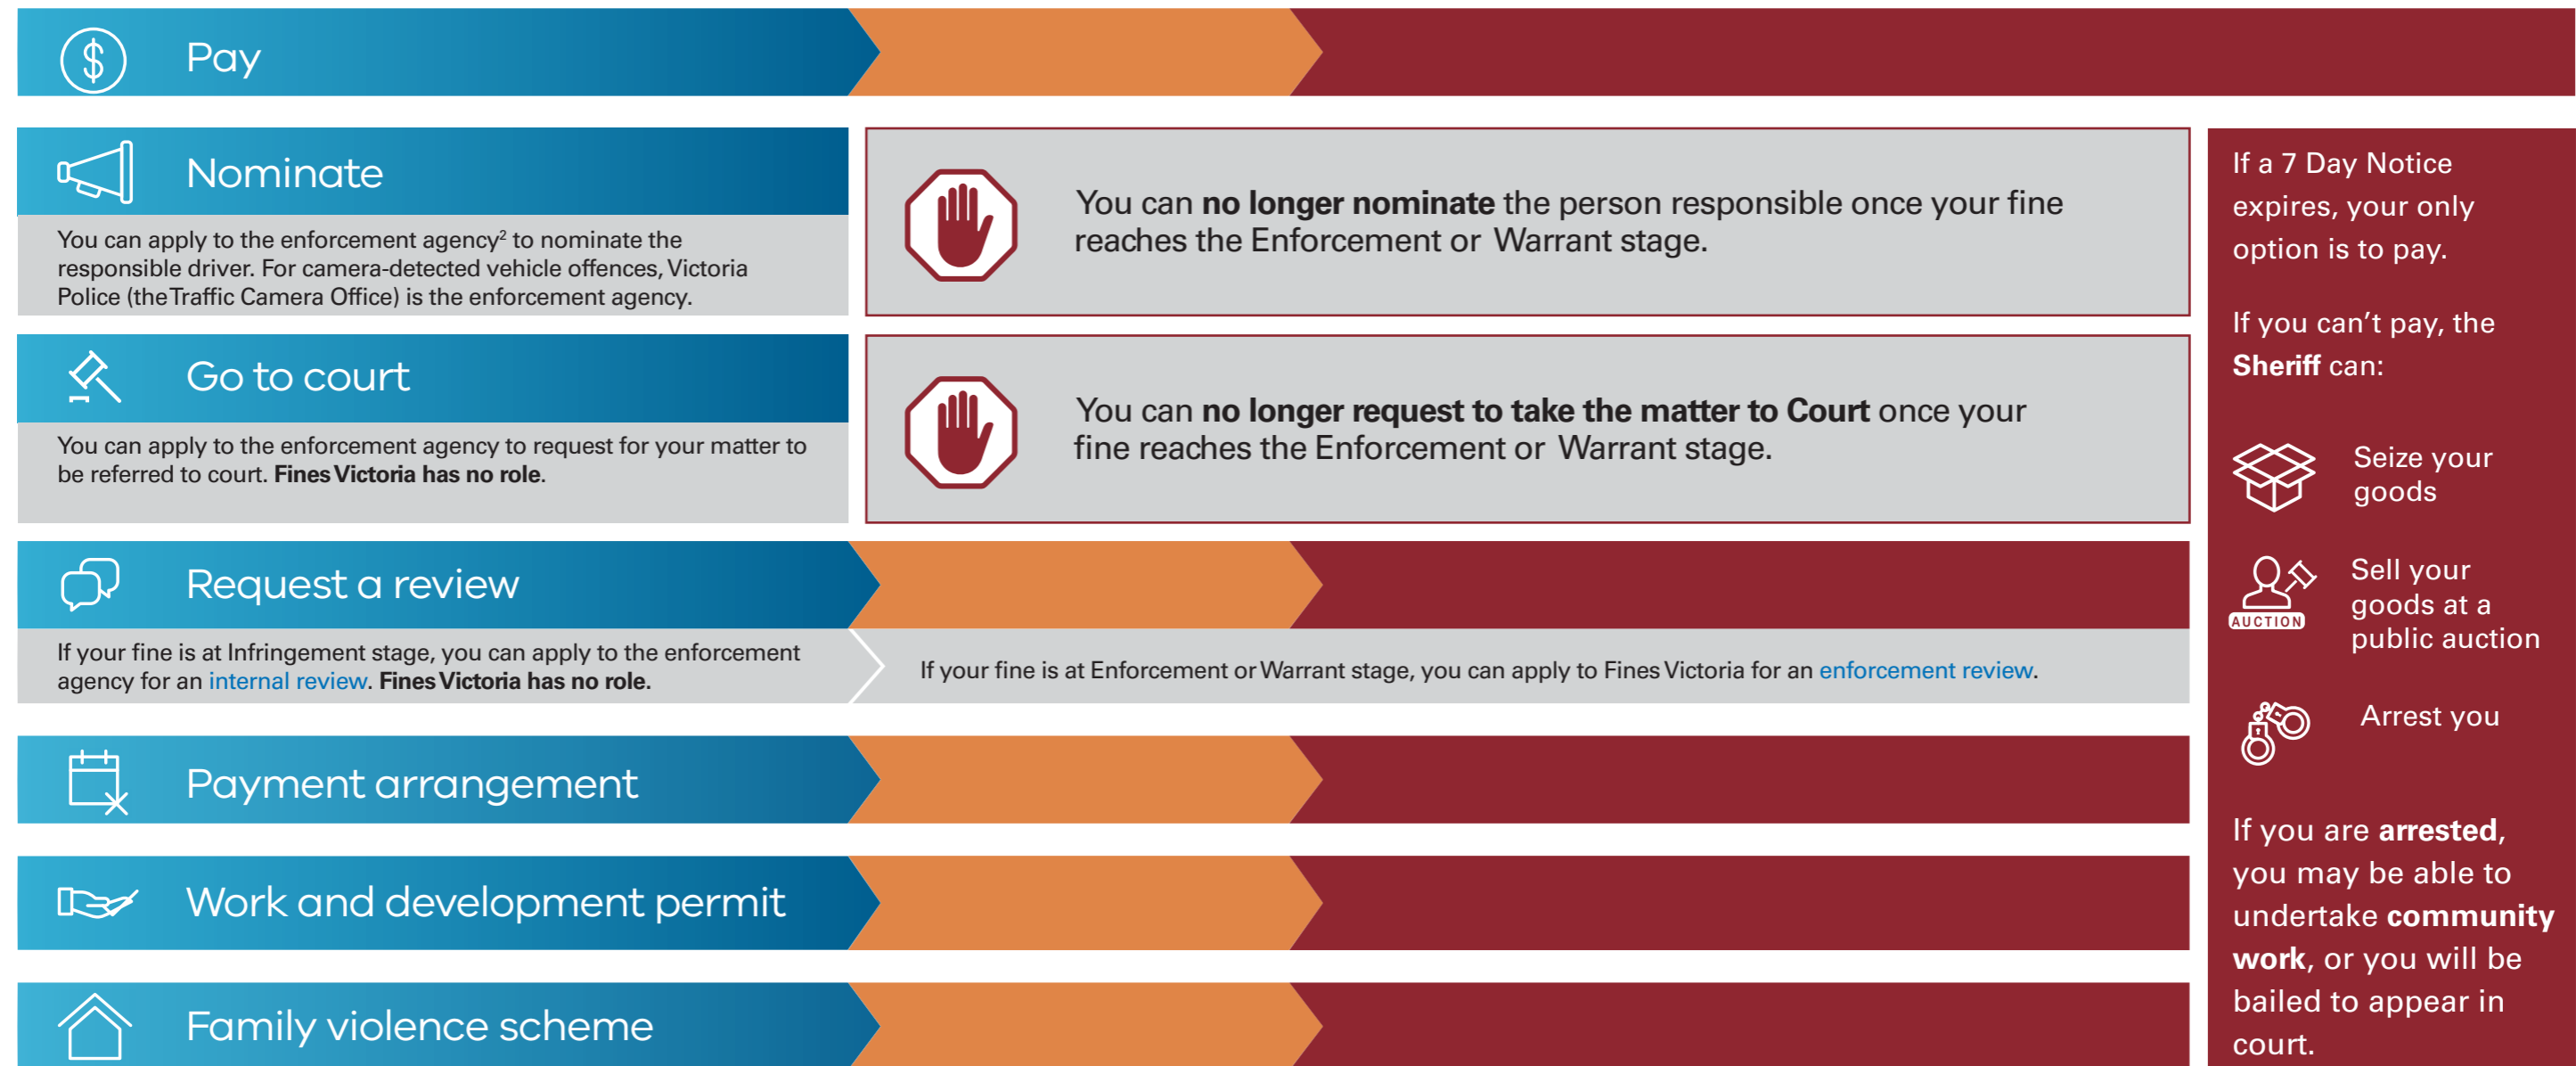 Pay
Nominate
You can apply to the enforcement agency² to nominate the
responsible driver. For camera-detected vehicle offences, Victoria
Police (the Traffic Camera Office) is the enforcement agency.
You can no longer nominate the person responsible once your fine
reaches the Enforcement or Warrant stage.
Go to court
You can apply to the enforcement agency to request for your matter to
be referred to court. Fines Victoria has no role.
You can no longer request to take the matter to Court once your
fine reaches the Enforcement or Warrant stage.
Request a review
If your fine is at Infringement stage, you can apply to the enforcement
agency for an internal review. Fines Victoria has no role.
If your fine is at Enforcement or Warrant stage, you can apply to Fines Victoria for an enforcement review.
Payment arrangement
Work and development permit
Family violence scheme
If a 7 Day Notice
expires, your only
option is to pay.
If you can't pay, the
Sheriff can:
Seize your
goods
Sell your
goods at a
public auction
AUCTION
Arrest you
If you are arrested,
you may be able to
undertake community
work, or you will be
bailed to appear in
court.